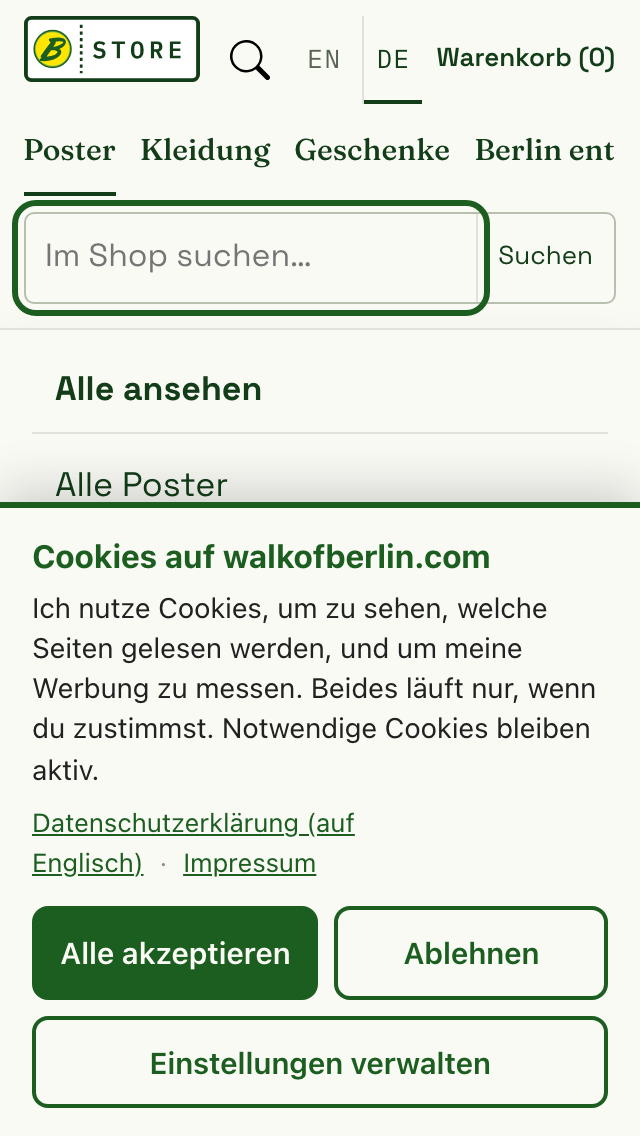 B STORE
EN DE Warenkorb (0)
Poster Kleidung Geschenke Berlin ent
Im Shop suchen… Suchen
Alle ansehen
Alle Poster
Cookies auf walkofberlin.com
Ich nutze Cookies, um zu sehen, welche
Seiten gelesen werden, und um meine
Werbung zu messen. Beides läuft nur, wenn
du zustimmst. Notwendige Cookies bleiben
aktiv.
Datenschutzerklärung (auf
Englisch) · Impressum
Alle akzeptieren Ablehnen
Einstellungen verwalten